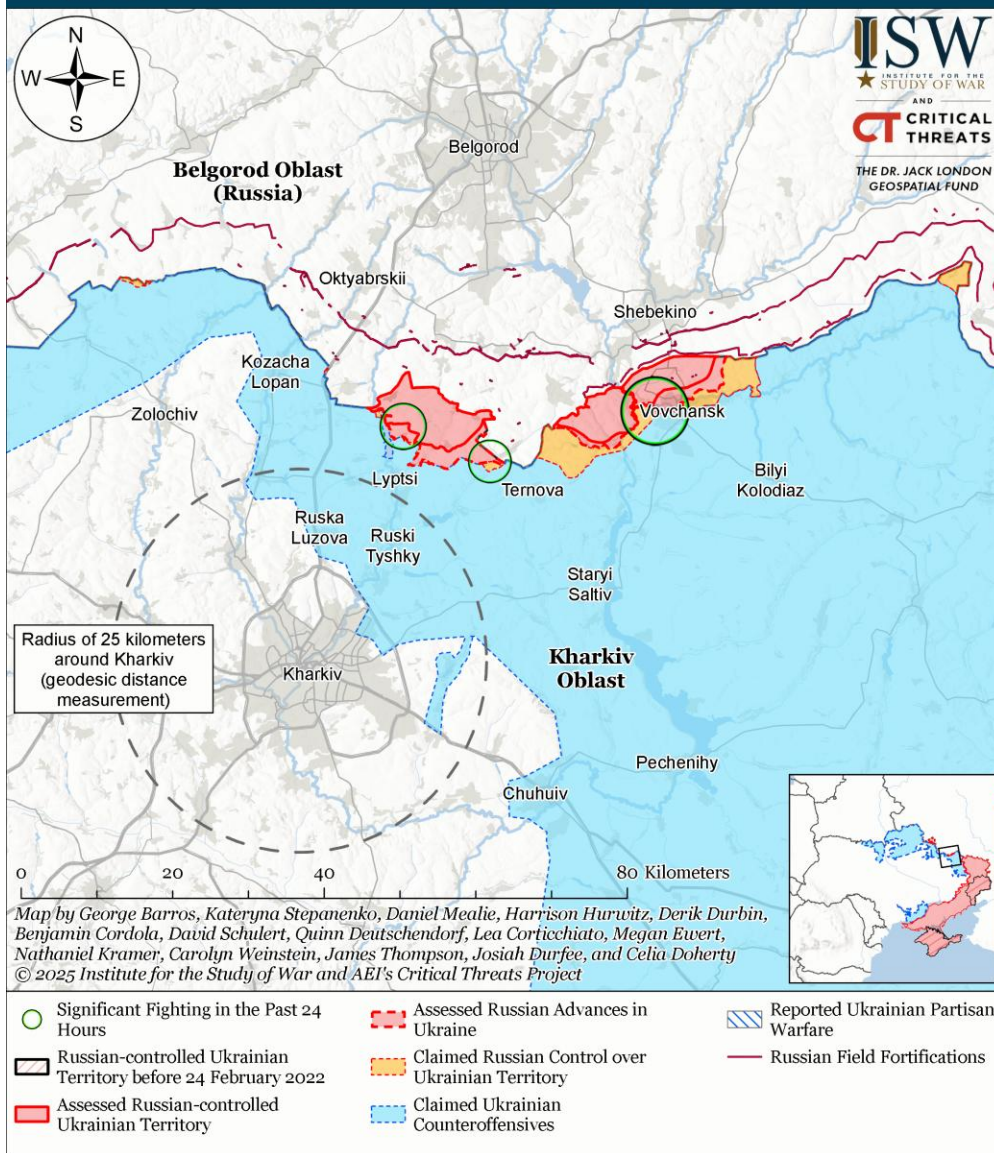 N
W E
S
ISW
INSTITUTE FOR THE
STUDY OF WAR
AND
CT CRITICAL
THREATS
THE DR. JACK LONDON
GEOSPATIAL FUND
Belgorod
Belgorod Oblast
(Russia)
Oktyabrskii
Shebekino
Kozacha
Lopan
Zolochiv
Vovchansk
Lyptsi
Ternova
Bilyi
Kolodiaz
Ruska
Luzova
Ruski
Tyshky
Staryi
Saltiv
Radius of 25 kilometers
around Kharkiv
(geodesic distance
measurement)
Kharkiv
Kharkiv
Oblast
Pechenihy
Chuhuiv
0 20 40 80 Kilometers
Map by George Barros, Kateryna Stepanenko, Daniel Mealie, Harrison Hurwitz, Derik Durbin,
Benjamin Cordola, David Schulert, Quinn Deutschendorf, Lea Corticchiato, Megan Ewert,
Nathaniel Kramer, Carolyn Weinstein, James Thompson, Josiah Durfee, and Celia Doherty
© 2025 Institute for the Study of War and AEI's Critical Threats Project
Significant Fighting in the Past 24
Hours
Russian-controlled Ukrainian
Territory before 24 February 2022
Assessed Russian-controlled
Ukrainian Territory
Assessed Russian Advances in
Ukraine
Claimed Russian Control over
Ukrainian Territory
Claimed Ukrainian
Counteroffensives
Reported Ukrainian Partisan
Warfare
Russian Field Fortifications